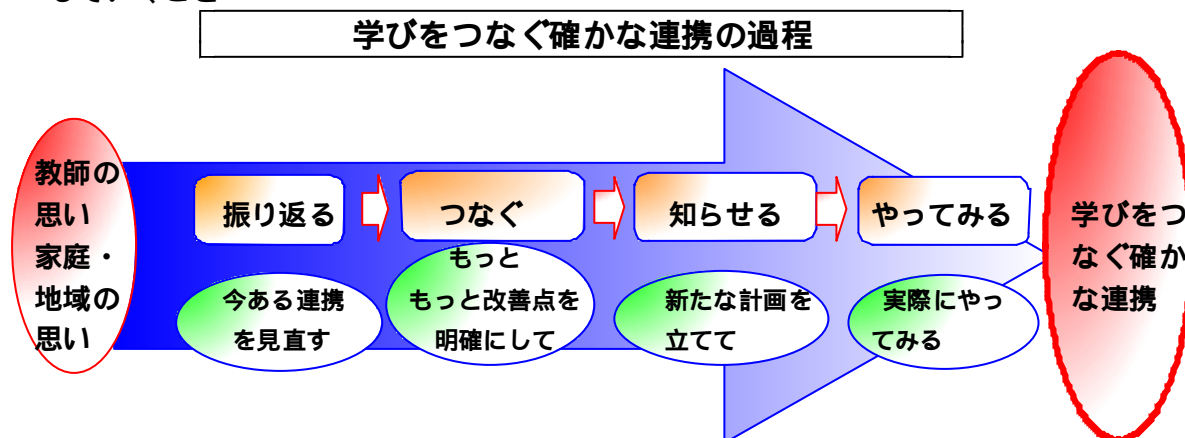 学びをつなぐ確かな連携の過程
教師の
思い
家庭・
地域の
思い
振り返る
つなぐ
知らせる
やってみる
今ある連携
を見直す
もっと
もっと改善点を
明確にして
新たな計画を
立てて
実際にやっ
てみる
学びをつ
なぐ確か
な連携